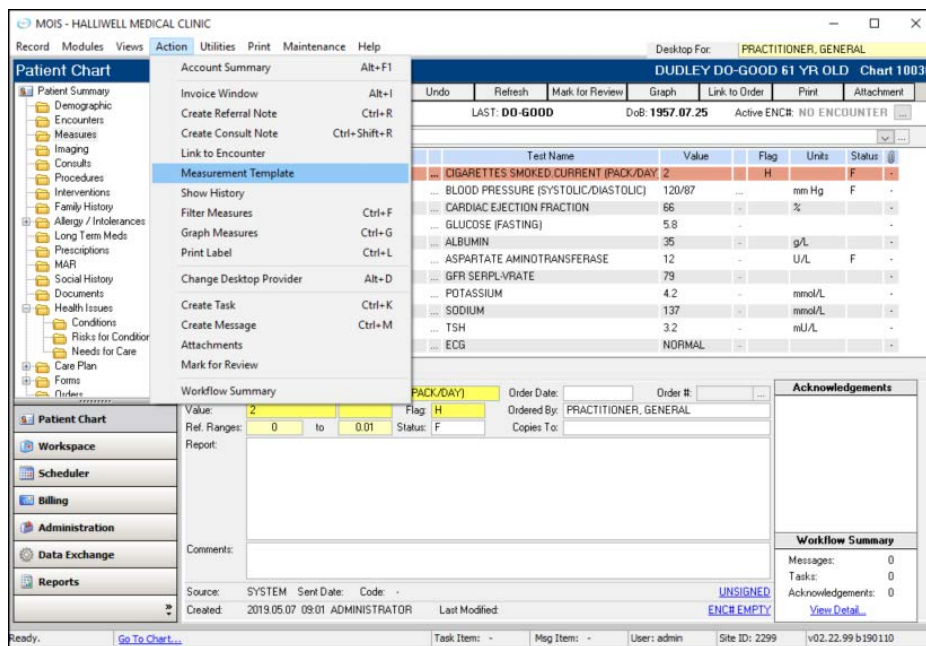 MOIS - HALLIWELL MEDICAL CLINIC
Record Modules Views Action Utilities Print Maintenance Help
Desktop For: PRACTITIONER, GENERAL
Patient Chart
DUDLEY DO-GOOD 61 YR OLD Chart 1003
Undo Refresh Mark for Review Graph Link to Order Print Attachment
LAST: DO-GOOD DoB: 1957.07.25 Active ENC#: NO ENCOUNTER ...
Patient Summary
Demographic
Encounters
Measures
Imaging
Consults
Procedures
Interventions
Family History
Allergy / Intolerances
Long Term Meds
Prescriptions
MAR
Social History
Documents
Health Issues
Conditions
Risks for Condition
Needs for Care
Care Plan
Forms
Orders
Account Summary Alt+F1
Invoice Window Alt+I
Create Referral Note Ctrl+R
Create Consult Note Ctrl+Shift+R
Link to Encounter
Measurement Template
Show History
Filter Measures Ctrl+F
Graph Measures Ctrl+G
Print Label Ctrl+L
Change Desktop Provider Alt+D
Create Task Ctrl+K
Create Message Ctrl+M
Attachments
Mark for Review
Workflow Summary
Test Name Value Flag Units Status
... CIGARETTES SMOKED.CURRENT (PACK/DAY 2 H F -
... BLOOD PRESSURE (SYSTOLIC/DIASTOLIC) 120/87 ... mm Hg F -
... CARDIAC EJECTION FRACTION 66 - % -
... GLUCOSE (FASTING) 5.8 - -
... ALBUMIN 35 - g/L -
... ASPARTATE AMINOTRANSFERASE 12 - U/L F -
... GFR SERPL-VRATE 79 - -
... POTASSIUM 4.2 - mmol/L -
... SODIUM 137 - mmol/L -
... TSH 3.2 - mU/L -
... ECG NORMAL - -
PACK/DAY) Order Date: Order #: ...
Value: 2 Flag: H Ordered By: PRACTITIONER, GENERAL
Ref. Ranges: 0 to 0.01 Status: F Copies To:
Report:
Comments:
Source: SYSTEM Sent Date: Code: - UNSIGNED
Created: 2019.05.07 09:01 ADMINISTRATOR Last Modified: ENC# EMPTY
Acknowledgements
Workflow Summary
Messages: 0
Tasks: 0
Acknowledgements: 0
View Detail...
Patient Chart
Workspace
Scheduler
Billing
Administration
Data Exchange
Reports
Ready. Go To Chart... Task Item: - Msg Item: - User: admin Site ID: 2299 v02.22.99 b190110